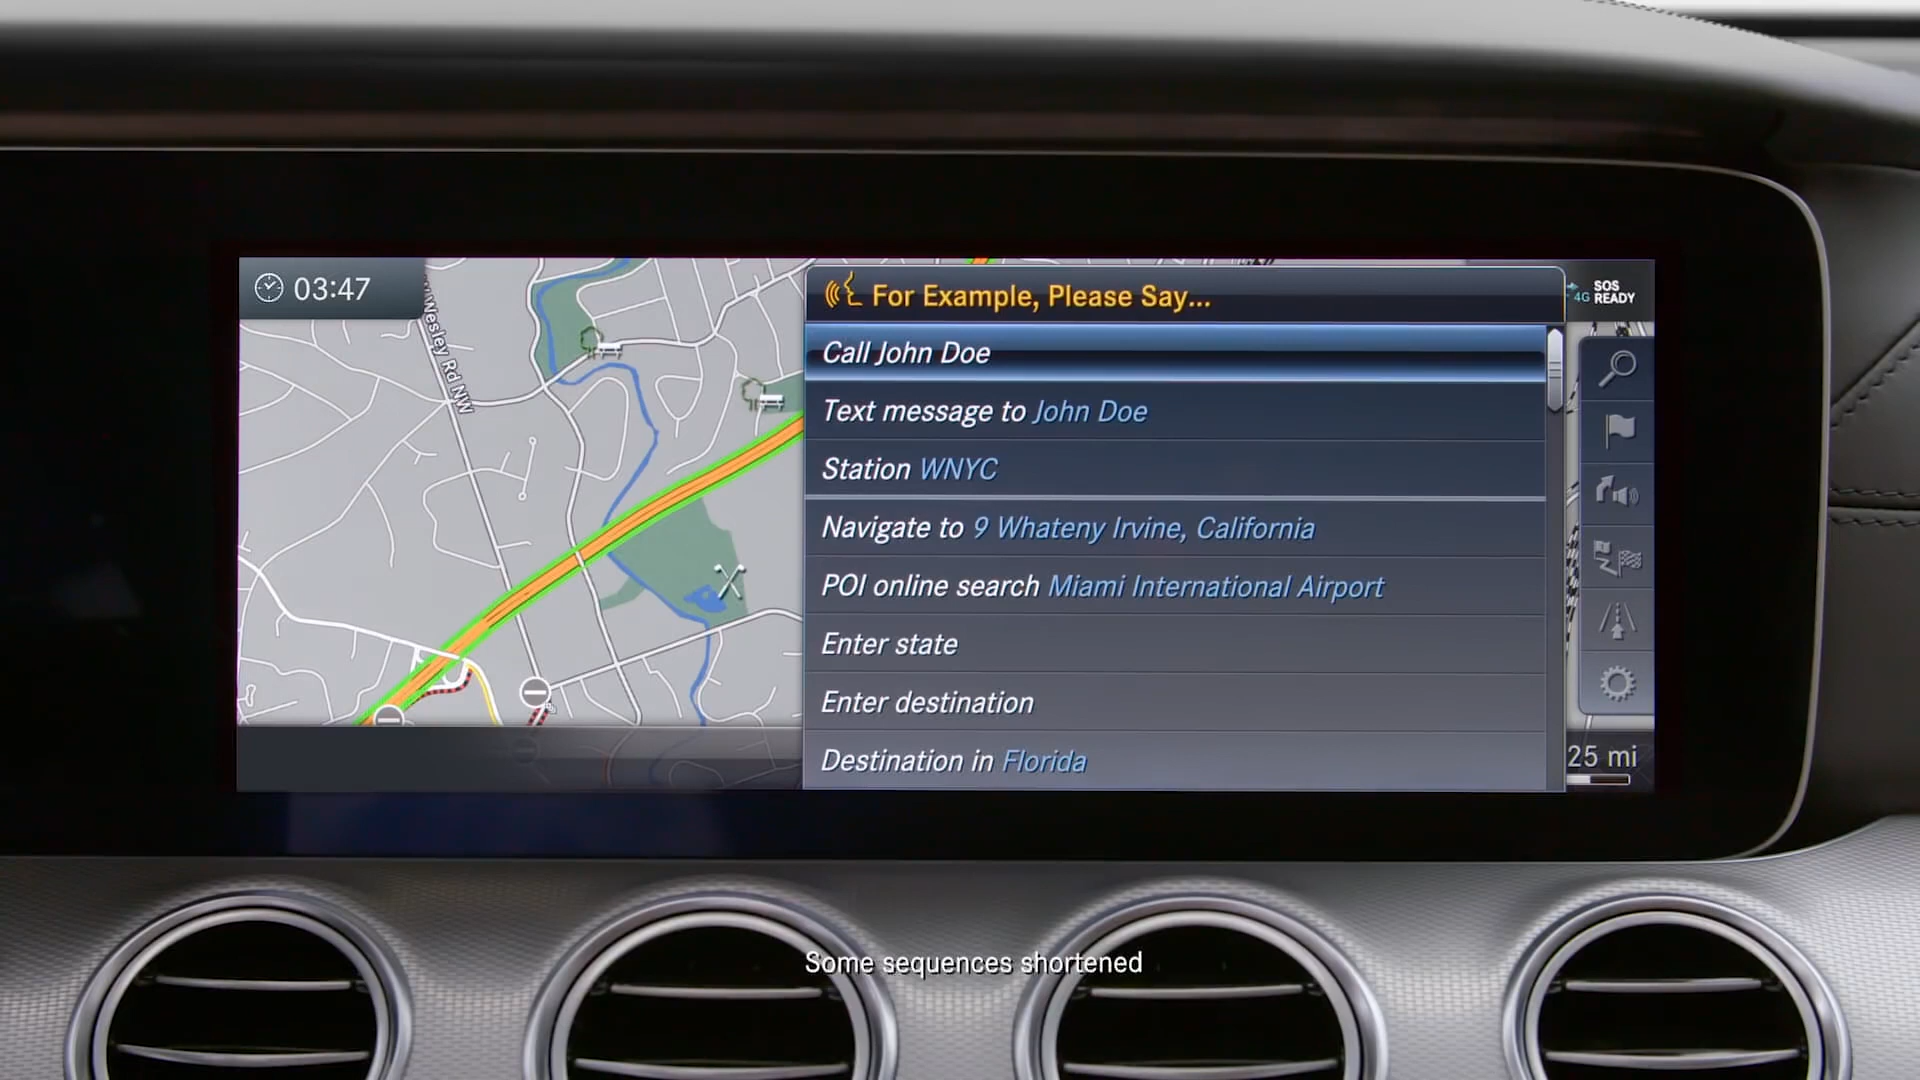 03:47
Wesley Rd NW
For Example, Please Say...
4G
SOS
READY
Call John Doe
Text message to John Doe
Station WNYC
Navigate to 9 Whateny Irvine, California
POI online search Miami International Airport
Enter state
Enter destination
Destination in Florida
25 mi
Some sequences shortened